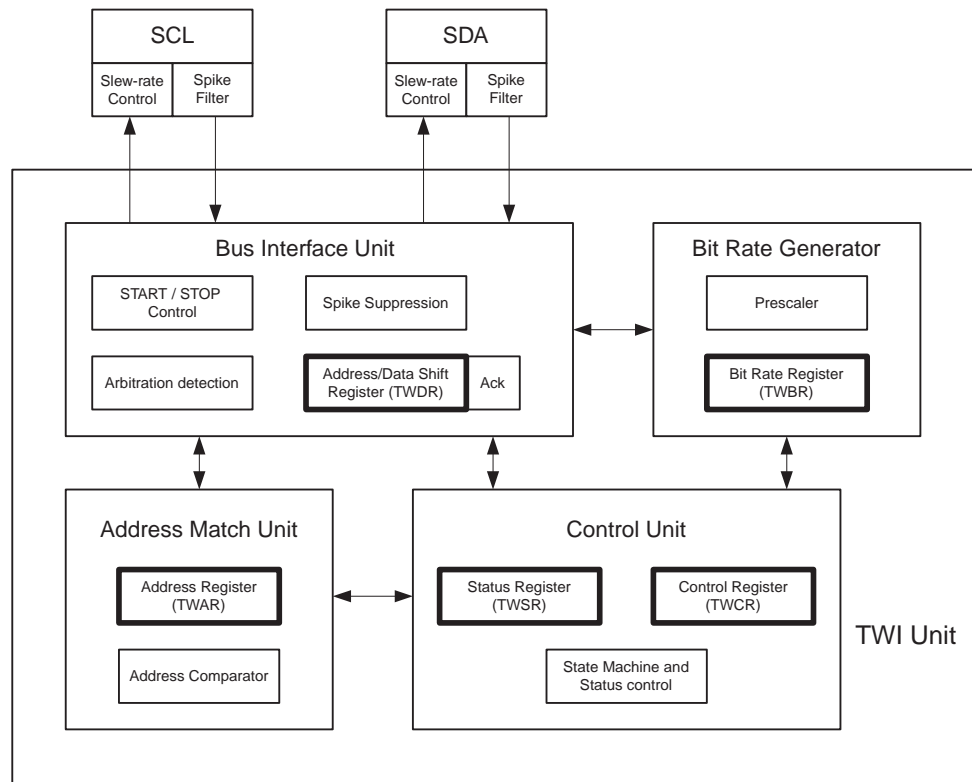 SCL
SDA
Slew-rate
Control
Spike
Filter
Slew-rate
Control
Spike
Filter
Bus Interface Unit
START / STOP
Control
Spike Suppression
Arbitration detection
Address/Data Shift
Register (TWDR)
Ack
Bit Rate Generator
Prescaler
Bit Rate Register
(TWBR)
Address Match Unit
Address Register
(TWAR)
Address Comparator
Control Unit
Status Register
(TWSR)
Control Register
(TWCR)
State Machine and
Status control
TWI Unit